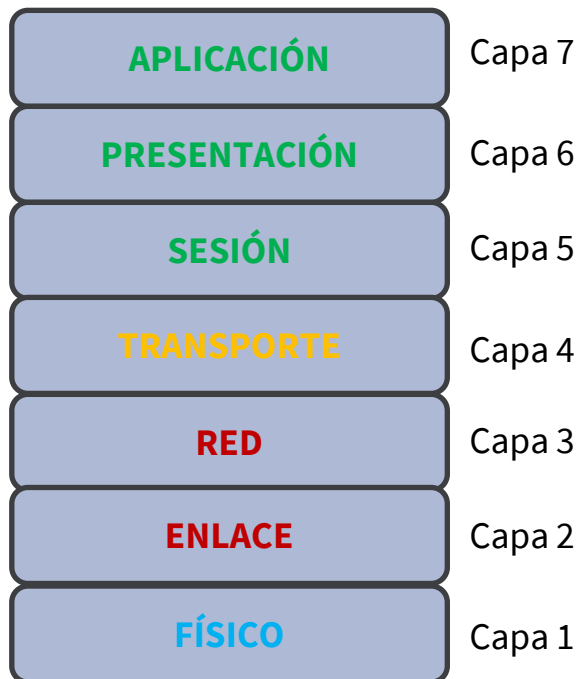 APLICACIÓN Capa 7
PRESENTACIÓN Capa 6
SESIÓN Capa 5
TRANSPORTE Capa 4
RED Capa 3
ENLACE Capa 2
FÍSICO Capa 1